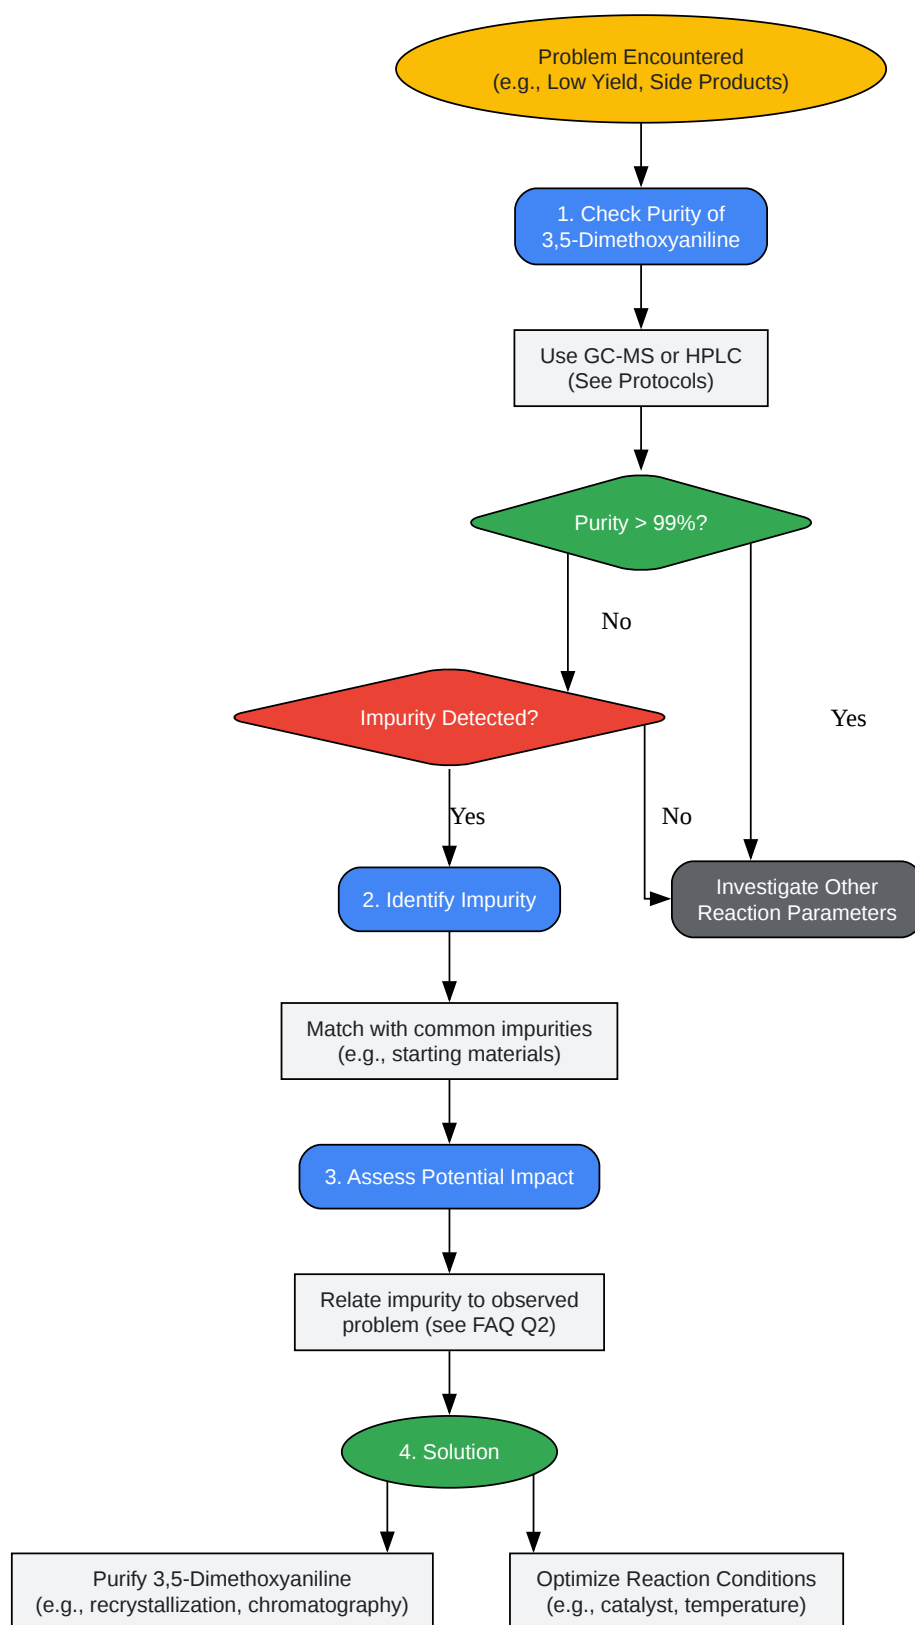 Problem Encountered
(e.g., Low Yield, Side Products)
1. Check Purity of
3,5-Dimethoxyaniline
Use GC-MS or HPLC
(See Protocols)
Purity > 99%?
No
Impurity Detected?
Yes
Yes
No
Investigate Other
Reaction Parameters
2. Identify Impurity
Match with common impurities
(e.g., starting materials)
3. Assess Potential Impact
Relate impurity to observed
problem (see FAQ Q2)
4. Solution
Purify 3,5-Dimethoxyaniline
(e.g., recrystallization, chromatography)
Optimize Reaction Conditions
(e.g., catalyst, temperature)